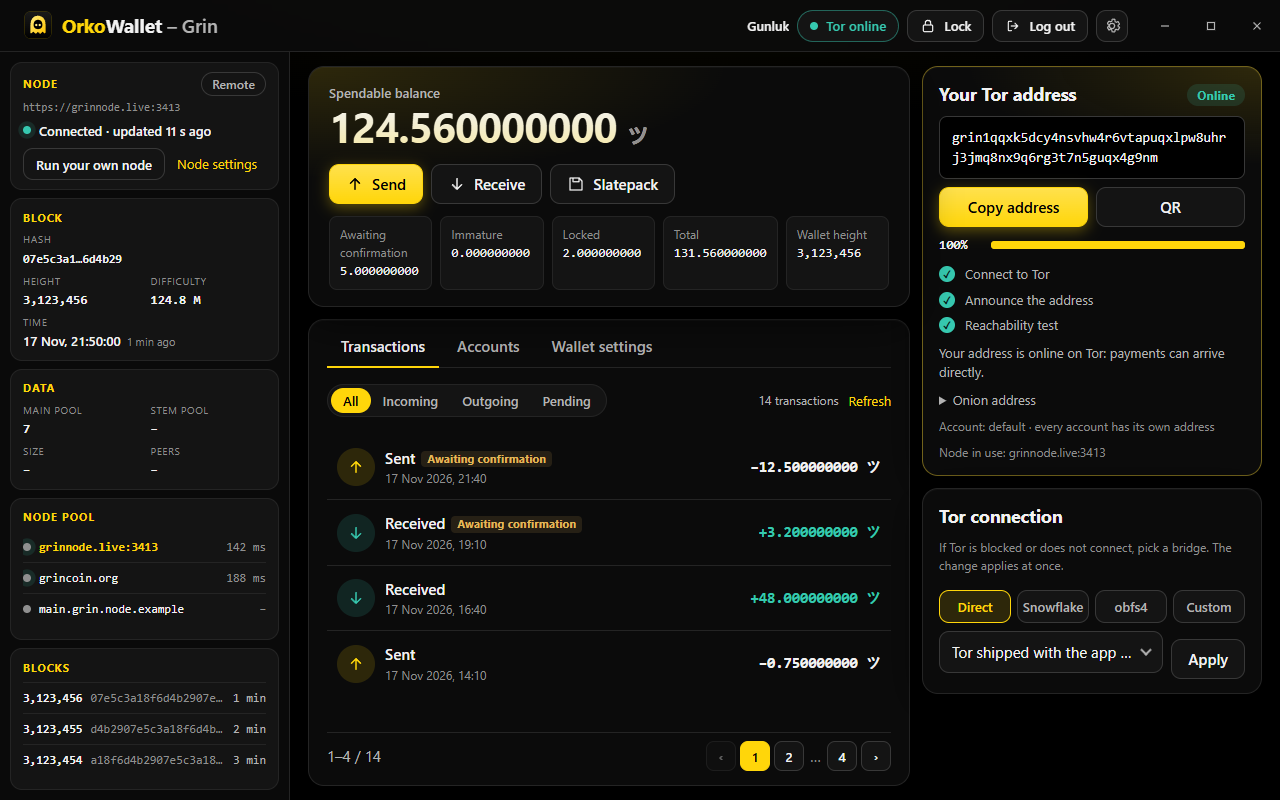 OrkoWallet – Grin
Gunluk
Tor online
Lock
Log out
NODE
Remote
https://grinnode.live:3413
Connected · updated 11 s ago
Run your own node
Node settings
BLOCK
HASH
07e5c3a1…6d4b29
HEIGHT
DIFFICULTY
3,123,456
124.8 M
TIME
17 Nov, 21:50:00 1 min ago
DATA
MAIN POOL
STEM POOL
7
–
SIZE
PEERS
–
–
NODE POOL
grinnode.live:3413 142 ms
grincoin.org 188 ms
main.grin.node.example –
BLOCKS
3,123,456 07e5c3a18f6d4b2907e… 1 min
3,123,455 d4b2907e5c3a18f6d4b… 2 min
3,123,454 a18f6d4b2907e5c3a18… 3 min
Spendable balance
124.560000000 ツ
Send
Receive
Slatepack
Awaiting
confirmation
5.000000000
Immature
0.000000000
Locked
2.000000000
Total
131.560000000
Wallet height
3,123,456
Transactions
Accounts
Wallet settings
All
Incoming
Outgoing
Pending
14 transactions
Refresh
Sent Awaiting confirmation
17 Nov 2026, 21:40
−12.500000000 ツ
Received Awaiting confirmation
17 Nov 2026, 19:10
+3.200000000 ツ
Received
17 Nov 2026, 16:40
+48.000000000 ツ
Sent
17 Nov 2026, 14:10
−0.750000000 ツ
1–4 / 14
‹ 1 2 … 4 ›
Your Tor address
Online
grin1qqxk5dcy4nsvhw4r6vtapuqxlpw8uhr
j3jmq8nx9q6rg3t7n5guqx4g9nm
Copy address
QR
100%
Connect to Tor
Announce the address
Reachability test
Your address is online on Tor: payments can arrive
directly.
Onion address
Account: default · every account has its own address
Node in use: grinnode.live:3413
Tor connection
If Tor is blocked or does not connect, pick a bridge. The
change applies at once.
Direct
Snowflake
obfs4
Custom
Tor shipped with the app …
Apply